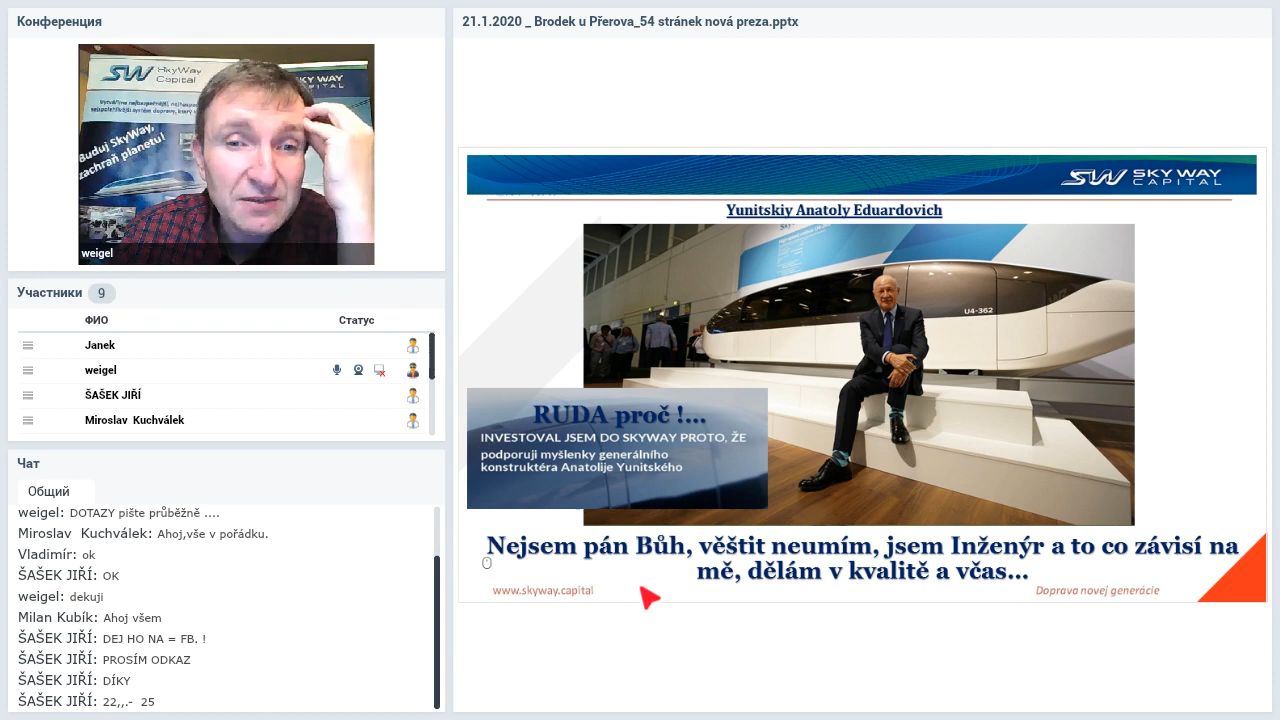 Конференция
SW SkyWay Capital
SKY WAY CAPITAL
Buduj SkyWay,
zachraň planetu!
weigel
Участники 9
ФИО Статус
Janek
weigel
ŠAŠEK JIŘÍ
Miroslav Kuchválek
Чат
Общий
weigel: DOTAZY pište průběžně ....
Miroslav Kuchválek: Ahoj,vše v pořádku.
Vladimír: ok
ŠAŠEK JIŘÍ: OK
weigel: dekuji
Milan Kubík: Ahoj všem
ŠAŠEK JIŘÍ: DEJ HO NA = FB. !
ŠAŠEK JIŘÍ: PROSÍM ODKAZ
ŠAŠEK JIŘÍ: DÍKY
ŠAŠEK JIŘÍ: 22,,.- 25
21.1.2020 _ Brodek u Přerova_54 stránek nová preza.pptx
SW SKY WAY
CAPITAL
Yunitskiy Anatoly Eduardovich
U4-362
RUDA proč !...
INVESTOVAL JSEM DO SKYWAY PROTO, ŽE
podporuji myšlenky generálního
konstruktéra Anatolije Yunitského
Nejsem pán Bůh, věštit neumím, jsem Inženýr a to co závisí na
mě, dělám v kvalitě a včas...
www.skyway.capital
Doprava novej generácie